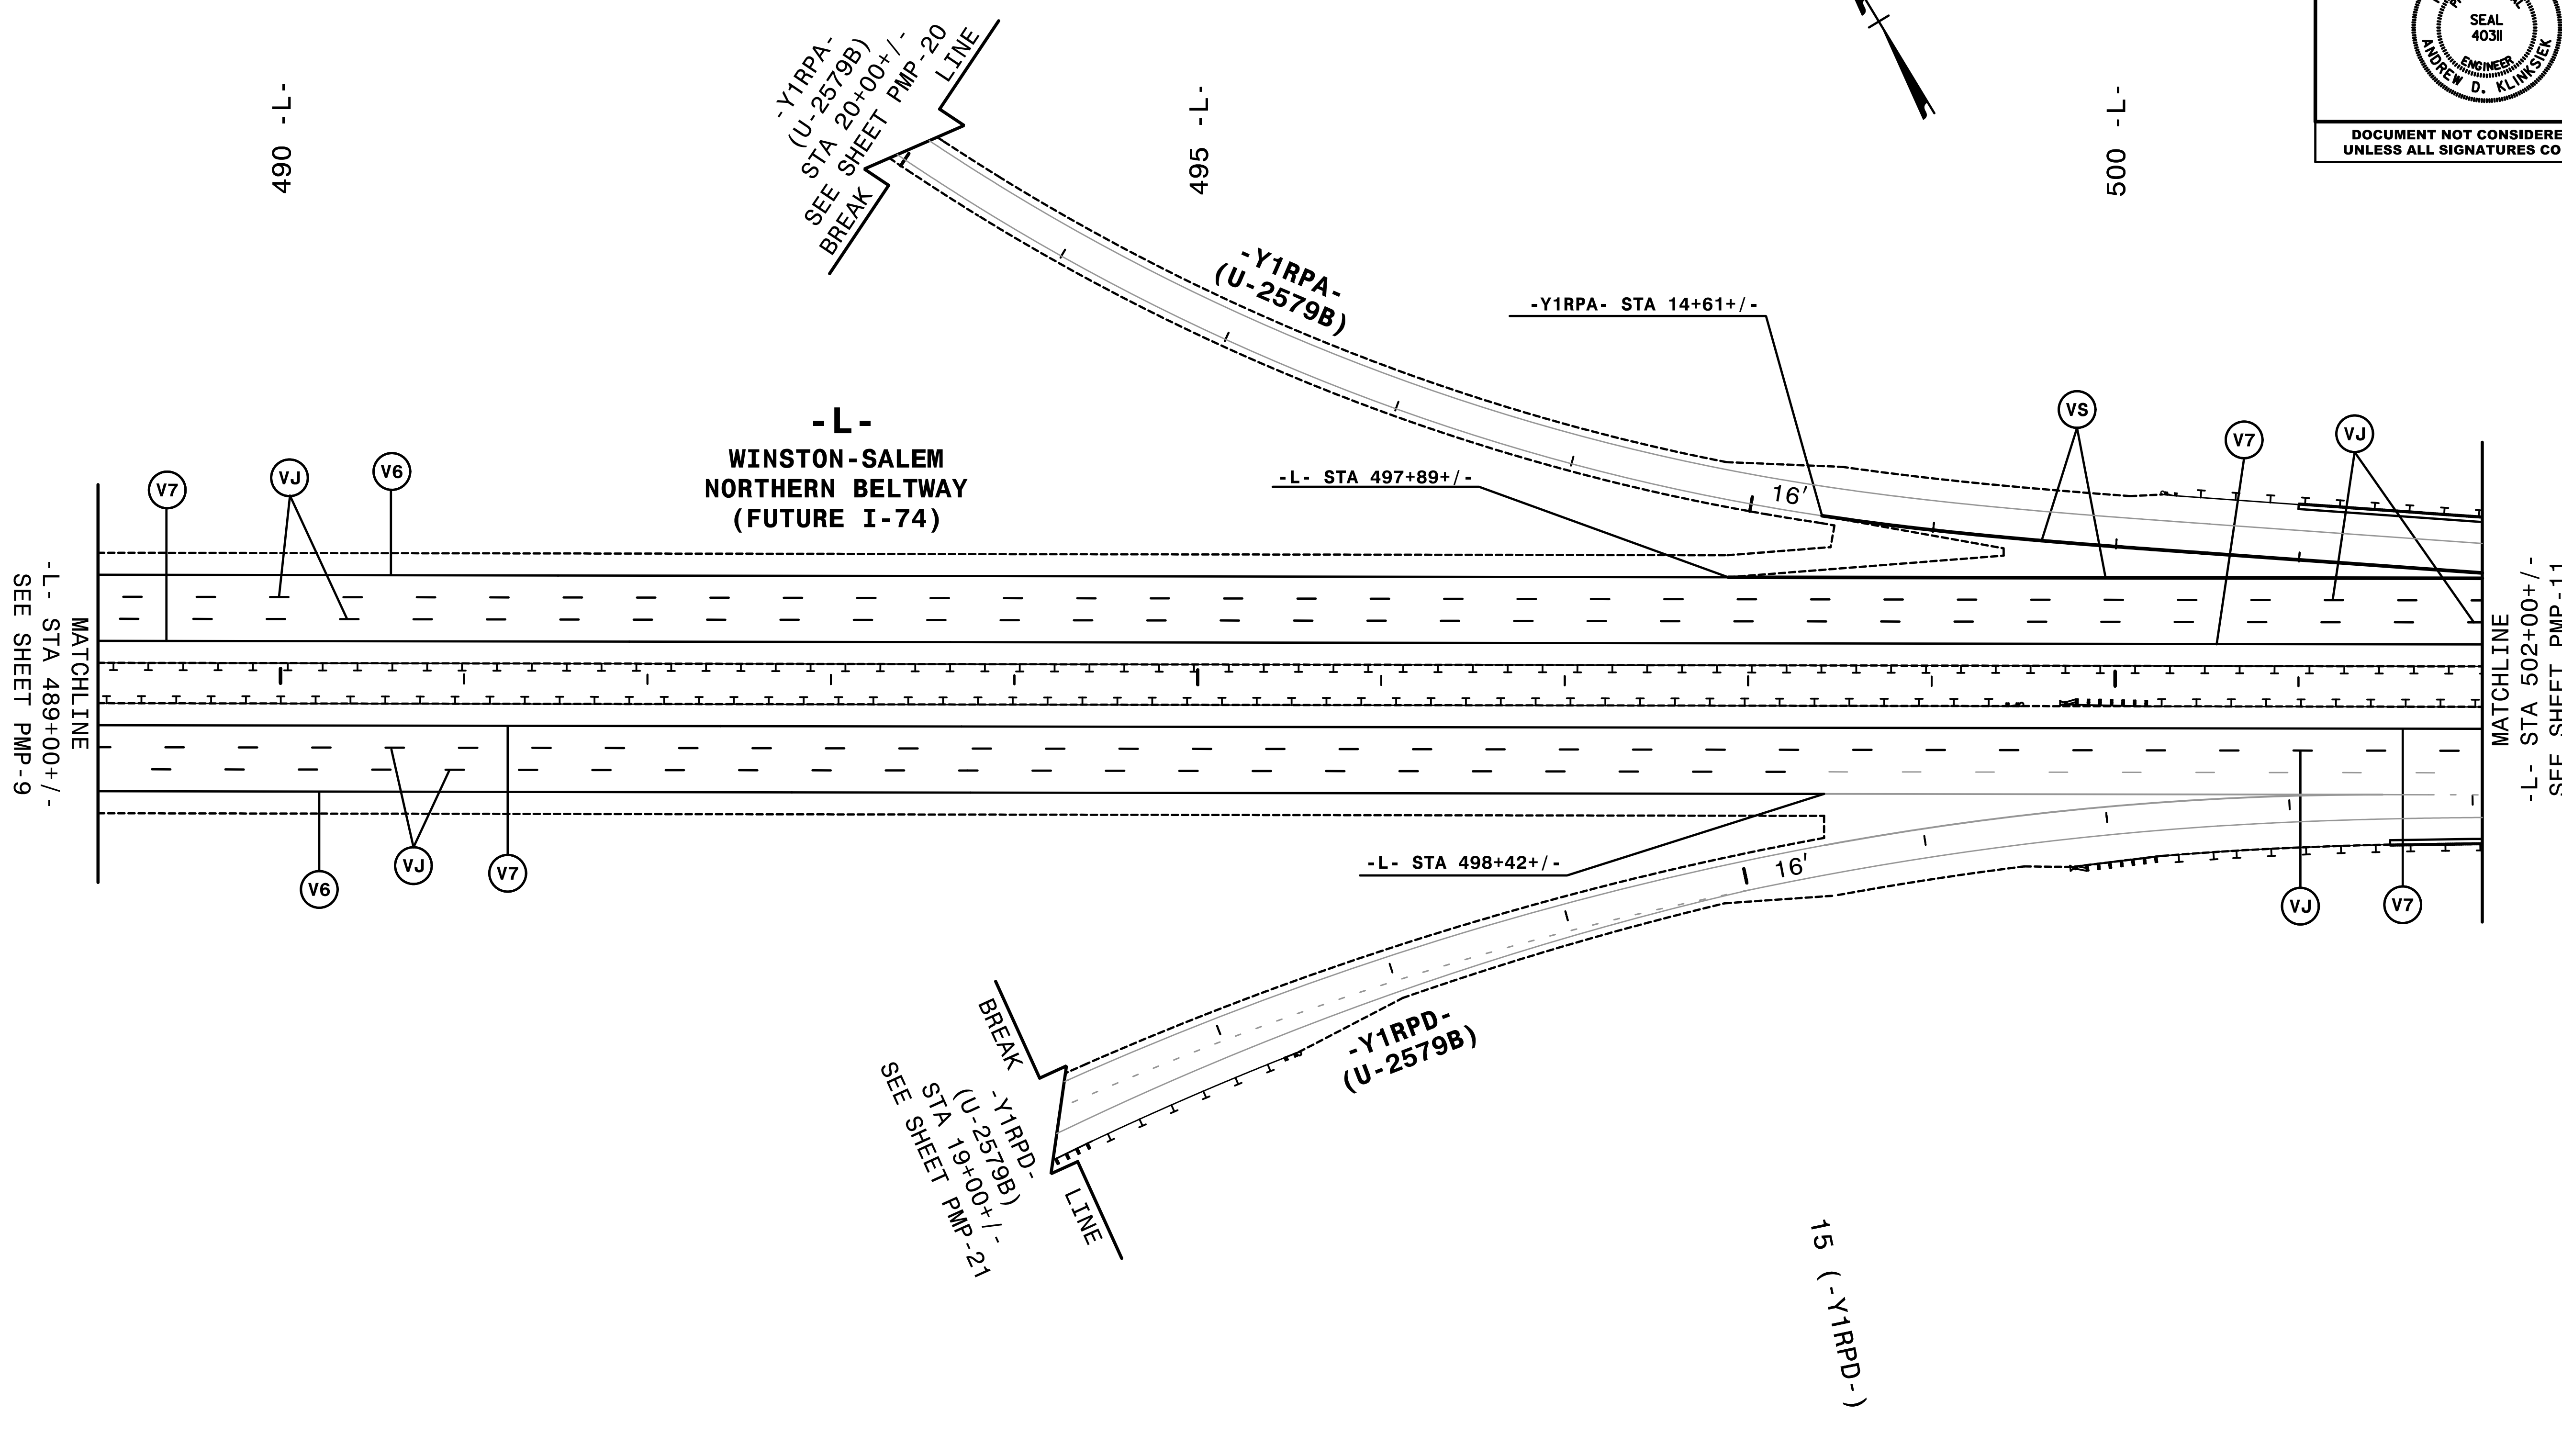 490 -L-
495 -L-
500 -L-
-Y1RPA-
(U-2579B)
STA 20+00+/-
SEE SHEET PMP-20
BREAK LINE
SEAL
40311
ENGINEER
ANDREW D. KLINKSIEK
DOCUMENT NOT CONSIDERE
UNLESS ALL SIGNATURES CO
-Y1RPA-
(U-2579B)
-Y1RPA- STA 14+61+/-
-L-
WINSTON-SALEM
NORTHERN BELTWAY
(FUTURE I-74)
-L- STA 497+89+/-
V7
VJ
V6
VS
V7
VJ
16'
MATCHLINE
-L- STA 489+00+/-
SEE SHEET PMP-9
MATCHLINE
-L- STA 502+00+/-
SEE SHEET PMP-11
V6
VJ
V7
-L- STA 498+42+/-
16'
VJ
V7
-Y1RPD-
(U-2579B)
BREAK LINE
-Y1RPD-
(U-2579B)
STA 19+00+/-
SEE SHEET PMP-21
15 (-Y1RPD-)